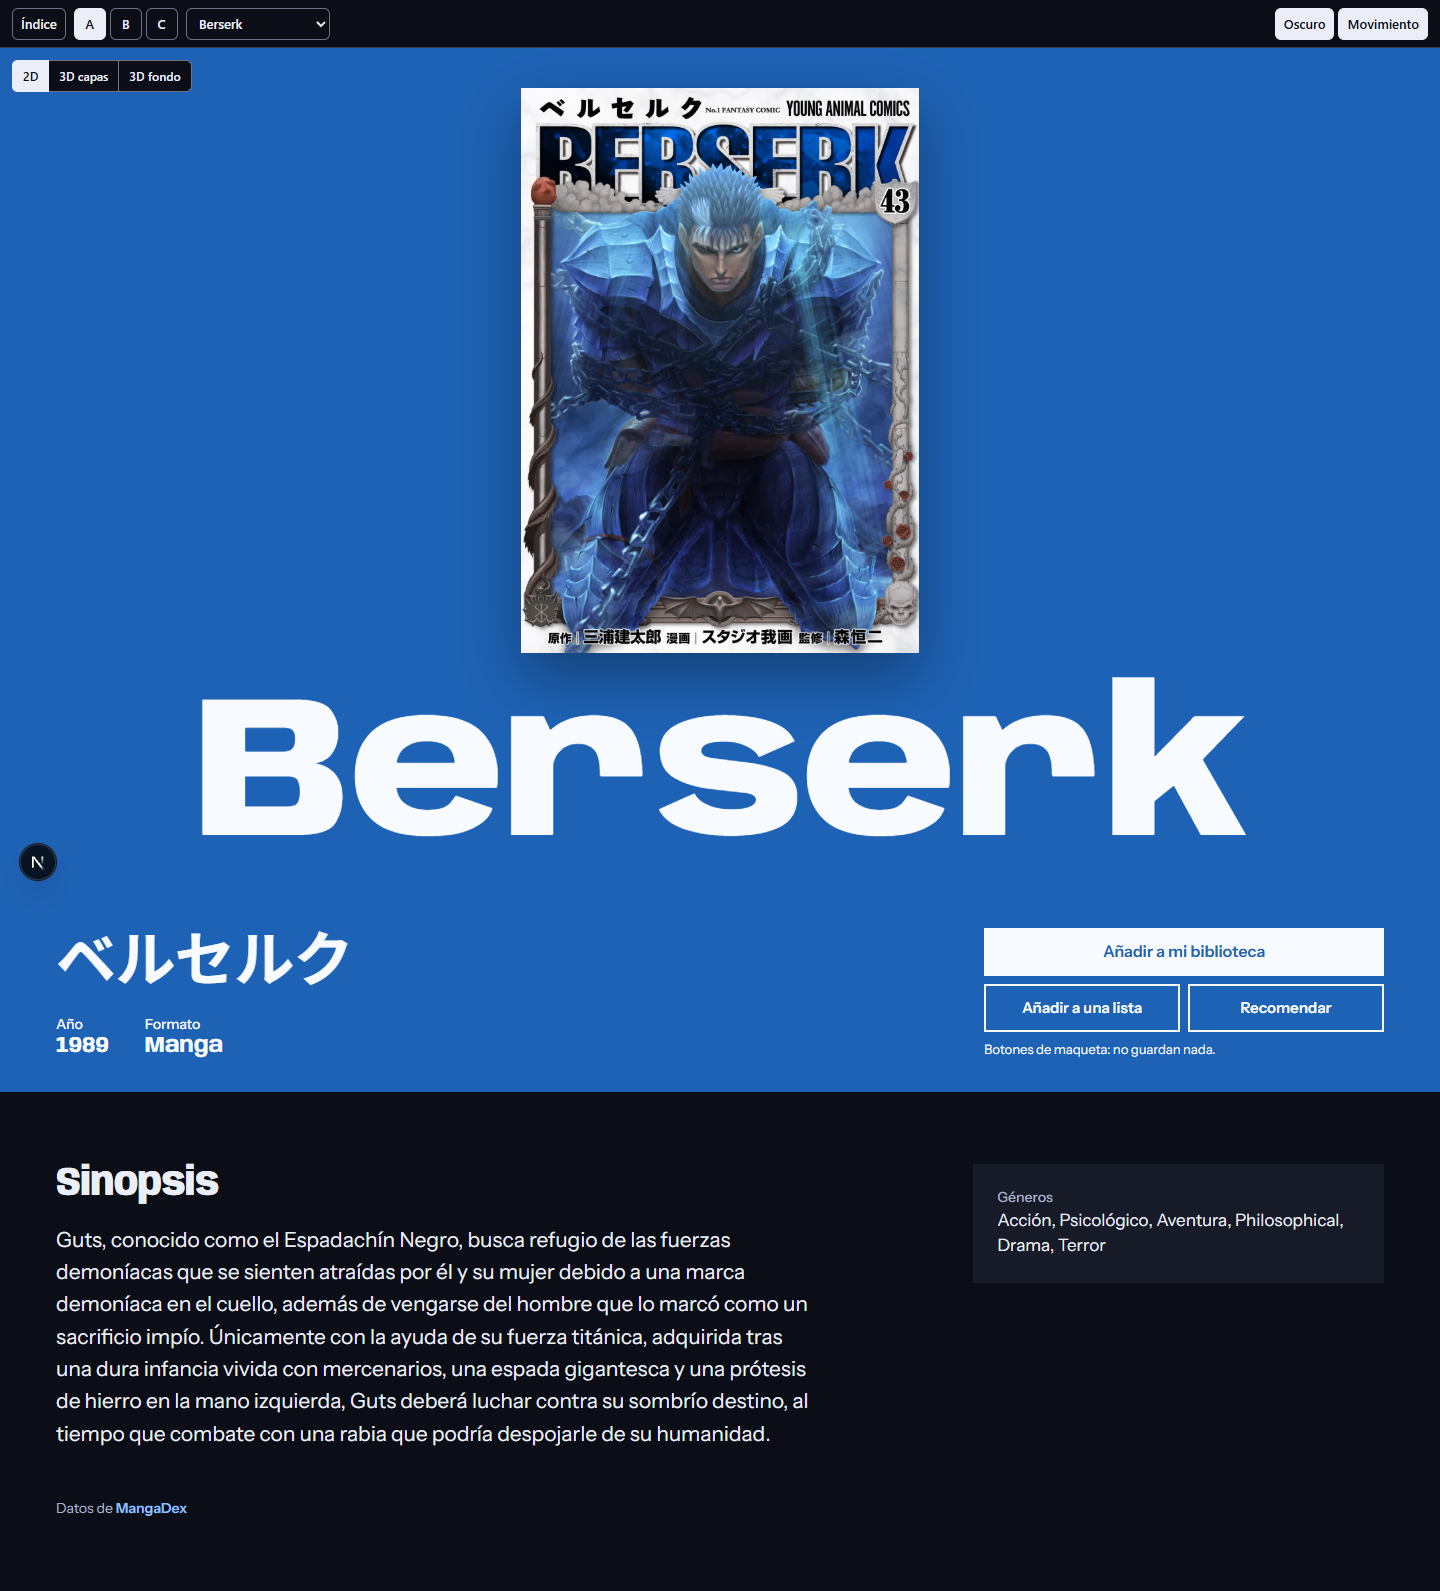 Índice
A
B
C
Berserk
Oscuro
Movimiento
2D
3D capas
3D fondo
ベルセルク No.1 FANTASY COMIC YOUNG ANIMAL COMICS
BERSERK
43
原作 | 三浦建太郎 漫画 | スタジオ我画 監修 | 森恒二
Berserk
N
ベルセルク
Año
1989
Formato
Manga
Añadir a mi biblioteca
Añadir a una lista
Recomendar
Botones de maqueta: no guardan nada.
Sinopsis
Guts, conocido como el Espadachín Negro, busca refugio de las fuerzas
demoníacas que se sienten atraídas por él y su mujer debido a una marca
demoníaca en el cuello, además de vengarse del hombre que lo marcó como un
sacrificio impío. Únicamente con la ayuda de su fuerza titánica, adquirida tras
una dura infancia vivida con mercenarios, una espada gigantesca y una prótesis
de hierro en la mano izquierda, Guts deberá luchar contra su sombrío destino, al
tiempo que combate con una rabia que podría despojarle de su humanidad.
Géneros
Acción, Psicológico, Aventura, Philosophical,
Drama, Terror
Datos de MangaDex